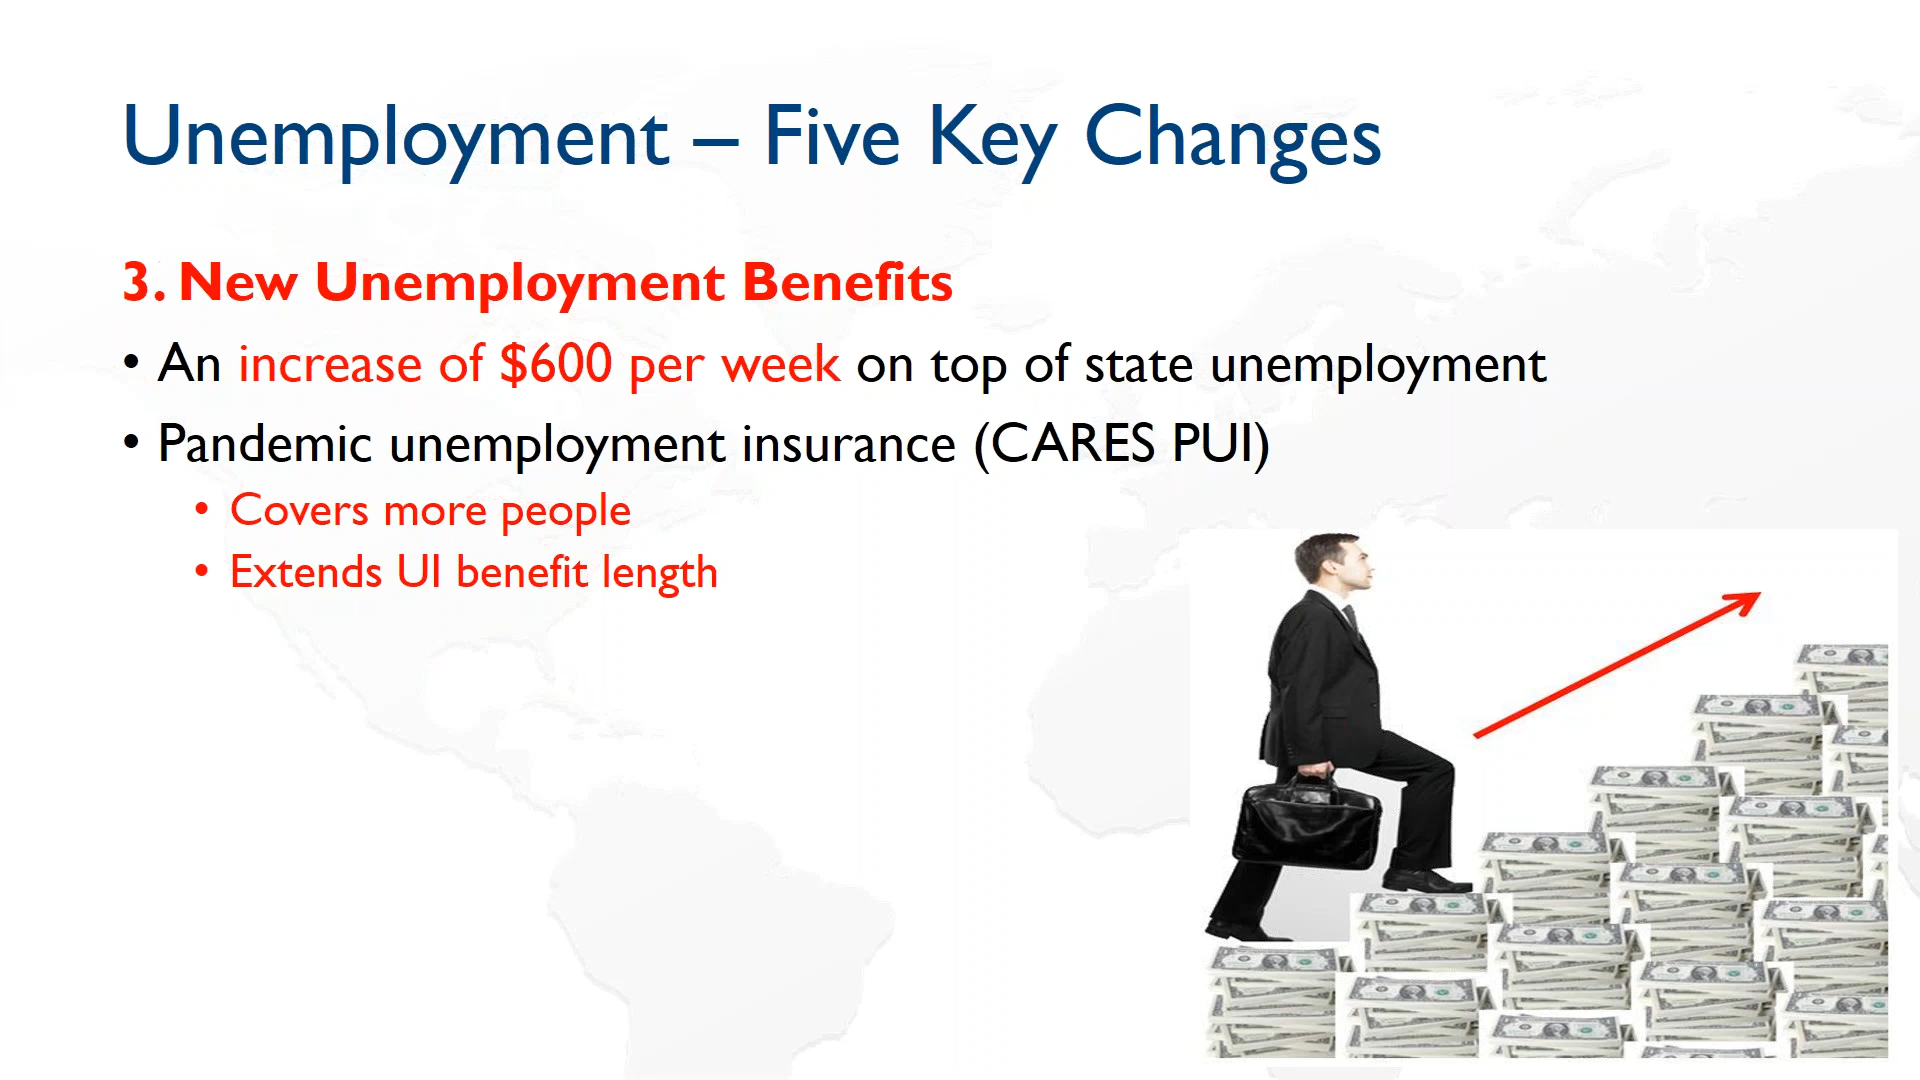 Unemployment – Five Key Changes
3. New Unemployment Benefits
• An increase of $600 per week on top of state unemployment
• Pandemic unemployment insurance (CARES PUI)
• Covers more people
• Extends UI benefit length